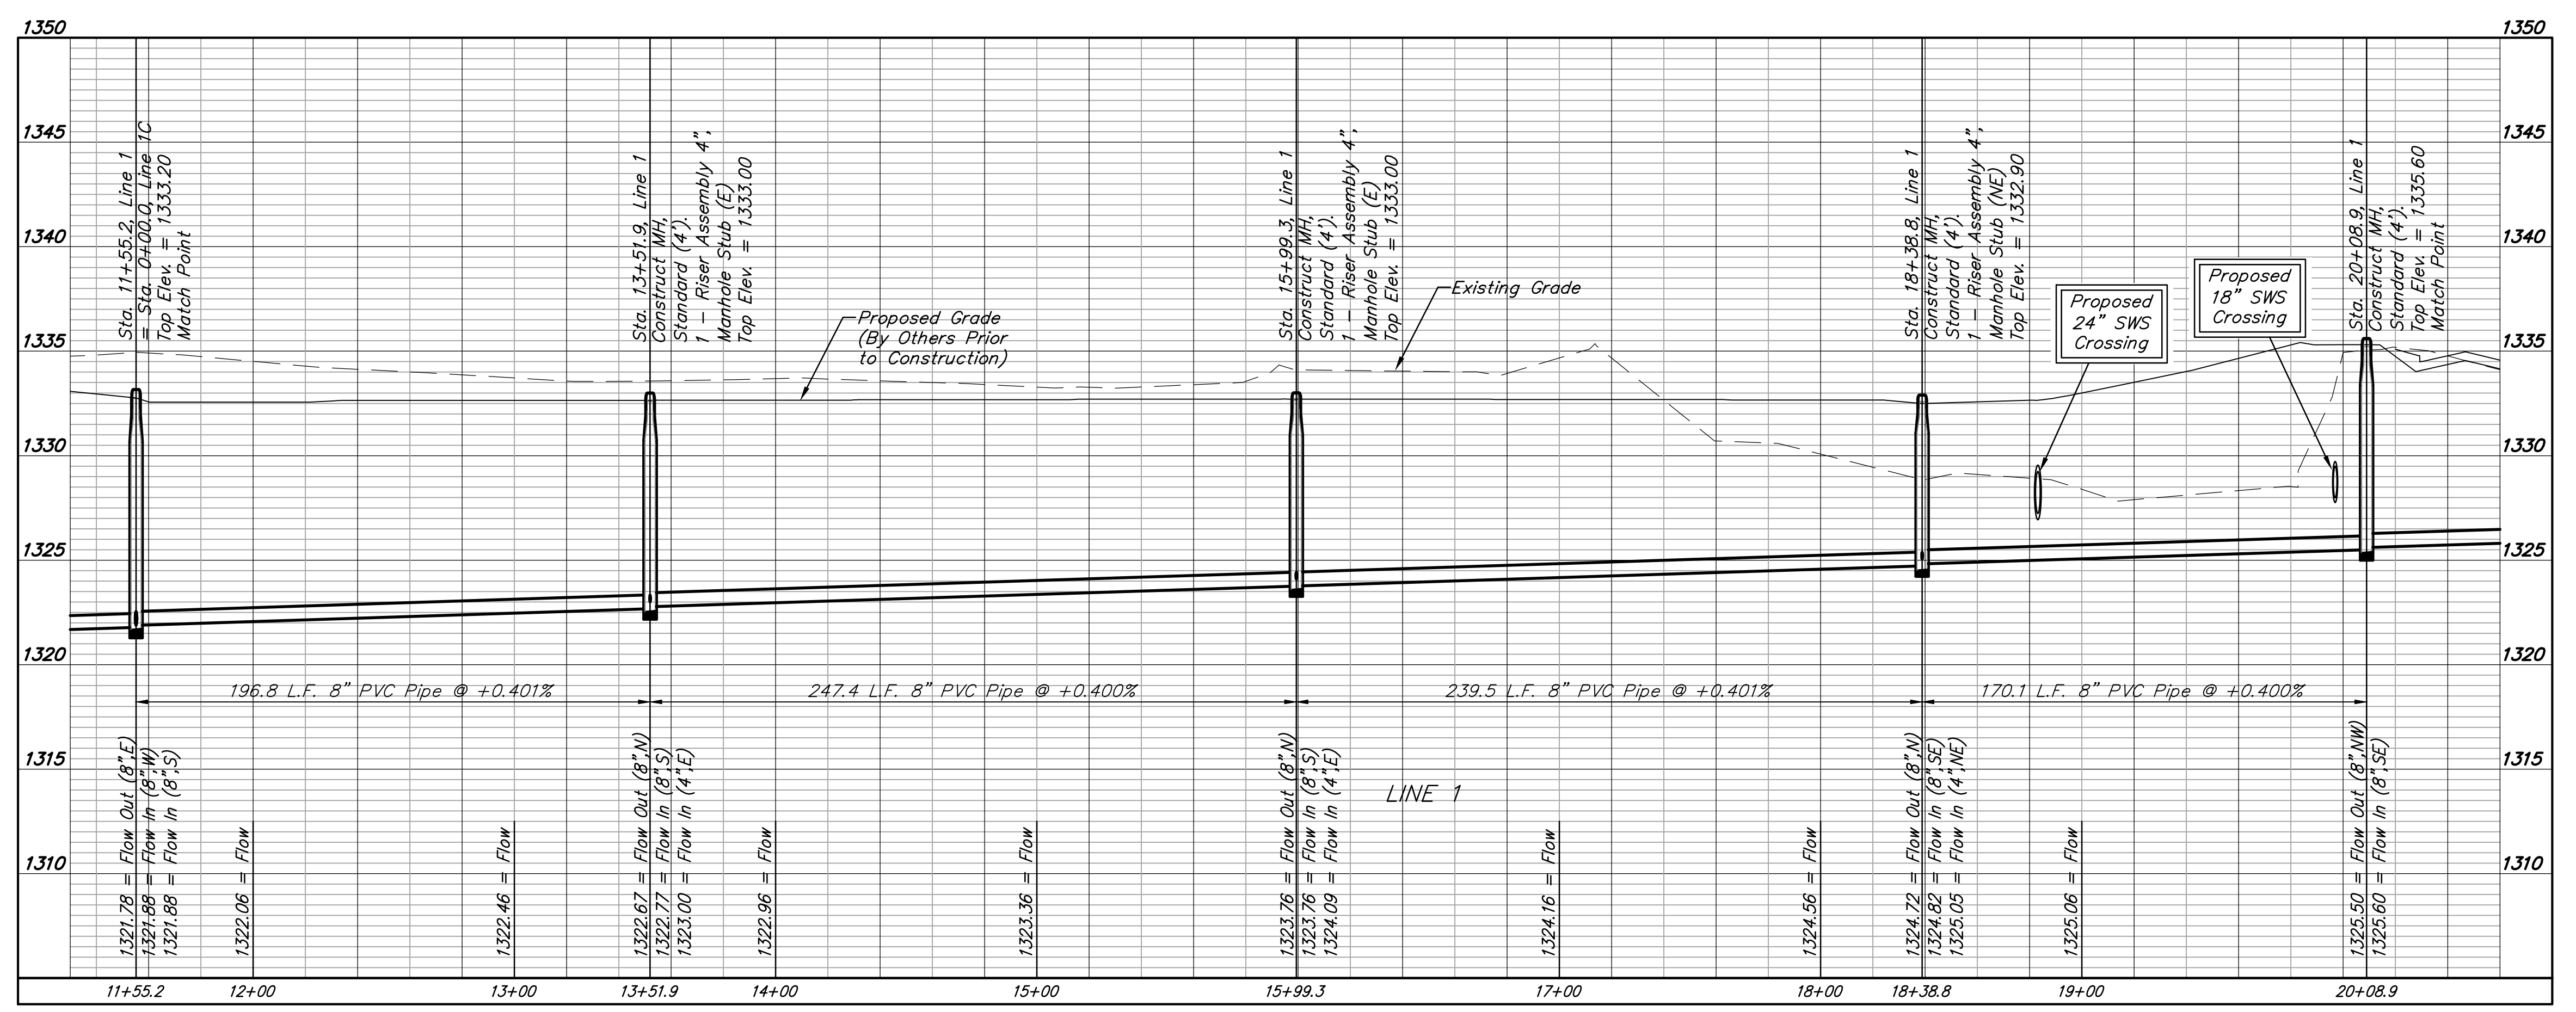 1350
1350
1345
1345
1340
1340
1335
1335
1330
1330
1325
1325
1320
1320
1315
1315
1310
1310
Sta. 11+55.2, Line 1
= Sta. 0+00.0, Line 1C
Top Elev. = 1333.20
Match Point
Sta. 13+51.9, Line 1
Construct MH,
Standard (4').
1 - Riser Assembly 4",
Manhole Stub (E)
Top Elev. = 1333.00
Proposed Grade
(By Others Prior
to Construction)
Sta. 15+99.3, Line 1
Construct MH,
Standard (4').
1 - Riser Assembly 4",
Manhole Stub (E)
Top Elev. = 1333.00
Existing Grade
Sta. 18+38.8, Line 1
Construct MH,
Standard (4').
1 - Riser Assembly 4",
Manhole Stub (NE)
Top Elev. = 1332.90
Proposed
24" SWS
Crossing
Proposed
18" SWS
Crossing
Sta. 20+08.9, Line 1
Construct MH,
Standard (4').
Top Elev. = 1335.60
Match Point
196.8 L.F. 8" PVC Pipe @ +0.401%
247.4 L.F. 8" PVC Pipe @ +0.400%
239.5 L.F. 8" PVC Pipe @ +0.401%
170.1 L.F. 8" PVC Pipe @ +0.400%
1321.78 = Flow Out (8",E)
1321.88 = Flow In (8",W)
1321.88 = Flow In (8",S)
1322.06 = Flow
1322.46 = Flow
1322.67 = Flow Out (8",N)
1322.77 = Flow In (8",S)
1323.00 = Flow In (4",E)
1322.96 = Flow
1323.36 = Flow
1323.76 = Flow Out (8",N)
1323.76 = Flow In (8",S)
1324.09 = Flow In (4",E)
LINE 1
1324.16 = Flow
1324.56 = Flow
1324.72 = Flow Out (8",N)
1324.82 = Flow In (8",SE)
1325.05 = Flow In (4",NE)
1325.06 = Flow
1325.50 = Flow Out (8",NW)
1325.60 = Flow In (8",SE)
11+55.2
12+00
13+00
13+51.9
14+00
15+00
15+99.3
17+00
18+00
18+38.8
19+00
20+08.9